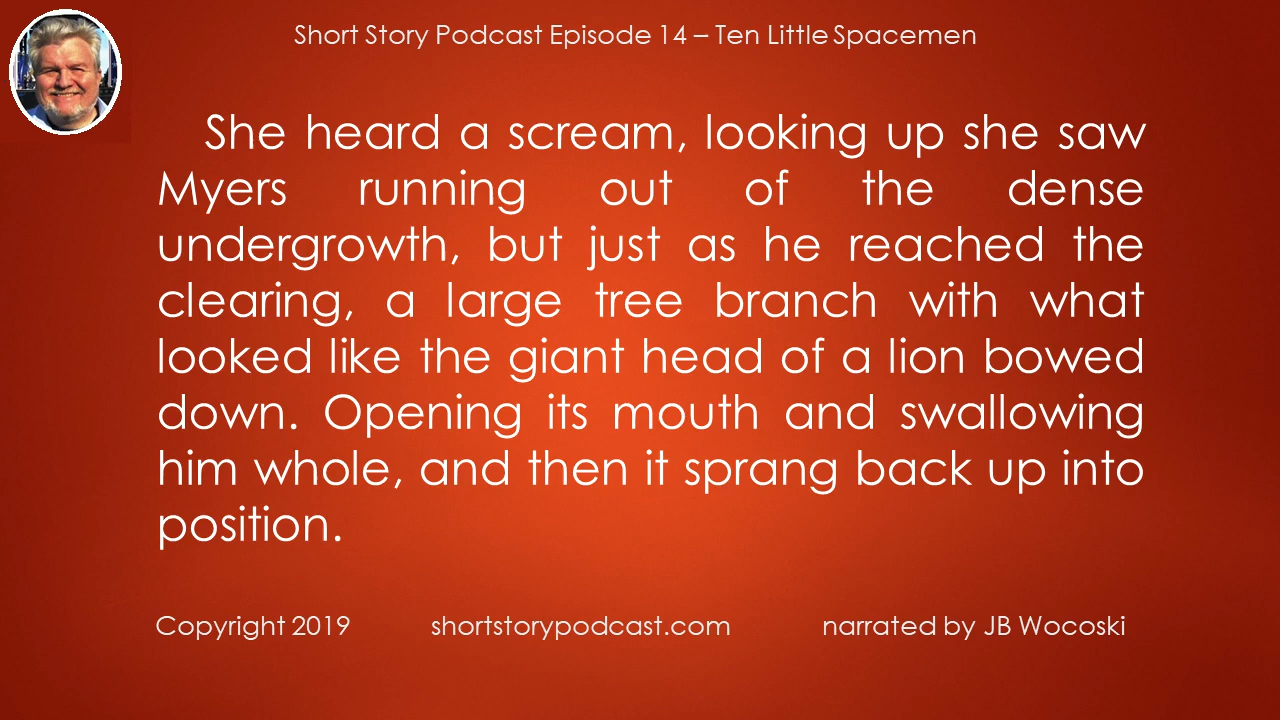 Short Story Podcast Episode 14 – Ten Little Spacemen
She heard a scream, looking up she saw
Myers running out of the dense
undergrowth, but just as he reached the
clearing, a large tree branch with what
looked like the giant head of a lion bowed
down. Opening its mouth and swallowing
him whole, and then it sprang back up into
position.
Copyright 2019 shortstorypodcast.com narrated by JB Wocoski